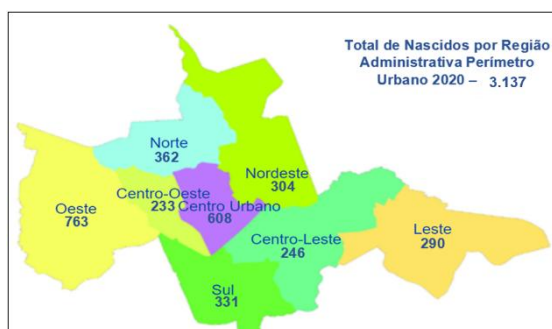 Total de Nascidos por Região
Administrativa Perímetro
Urbano 2020 – 3.137
Norte
362
Nordeste
304
Centro-Oeste
233
Centro Urbano
608
Oeste
763
Centro-Leste
246
Leste
290
Sul
331